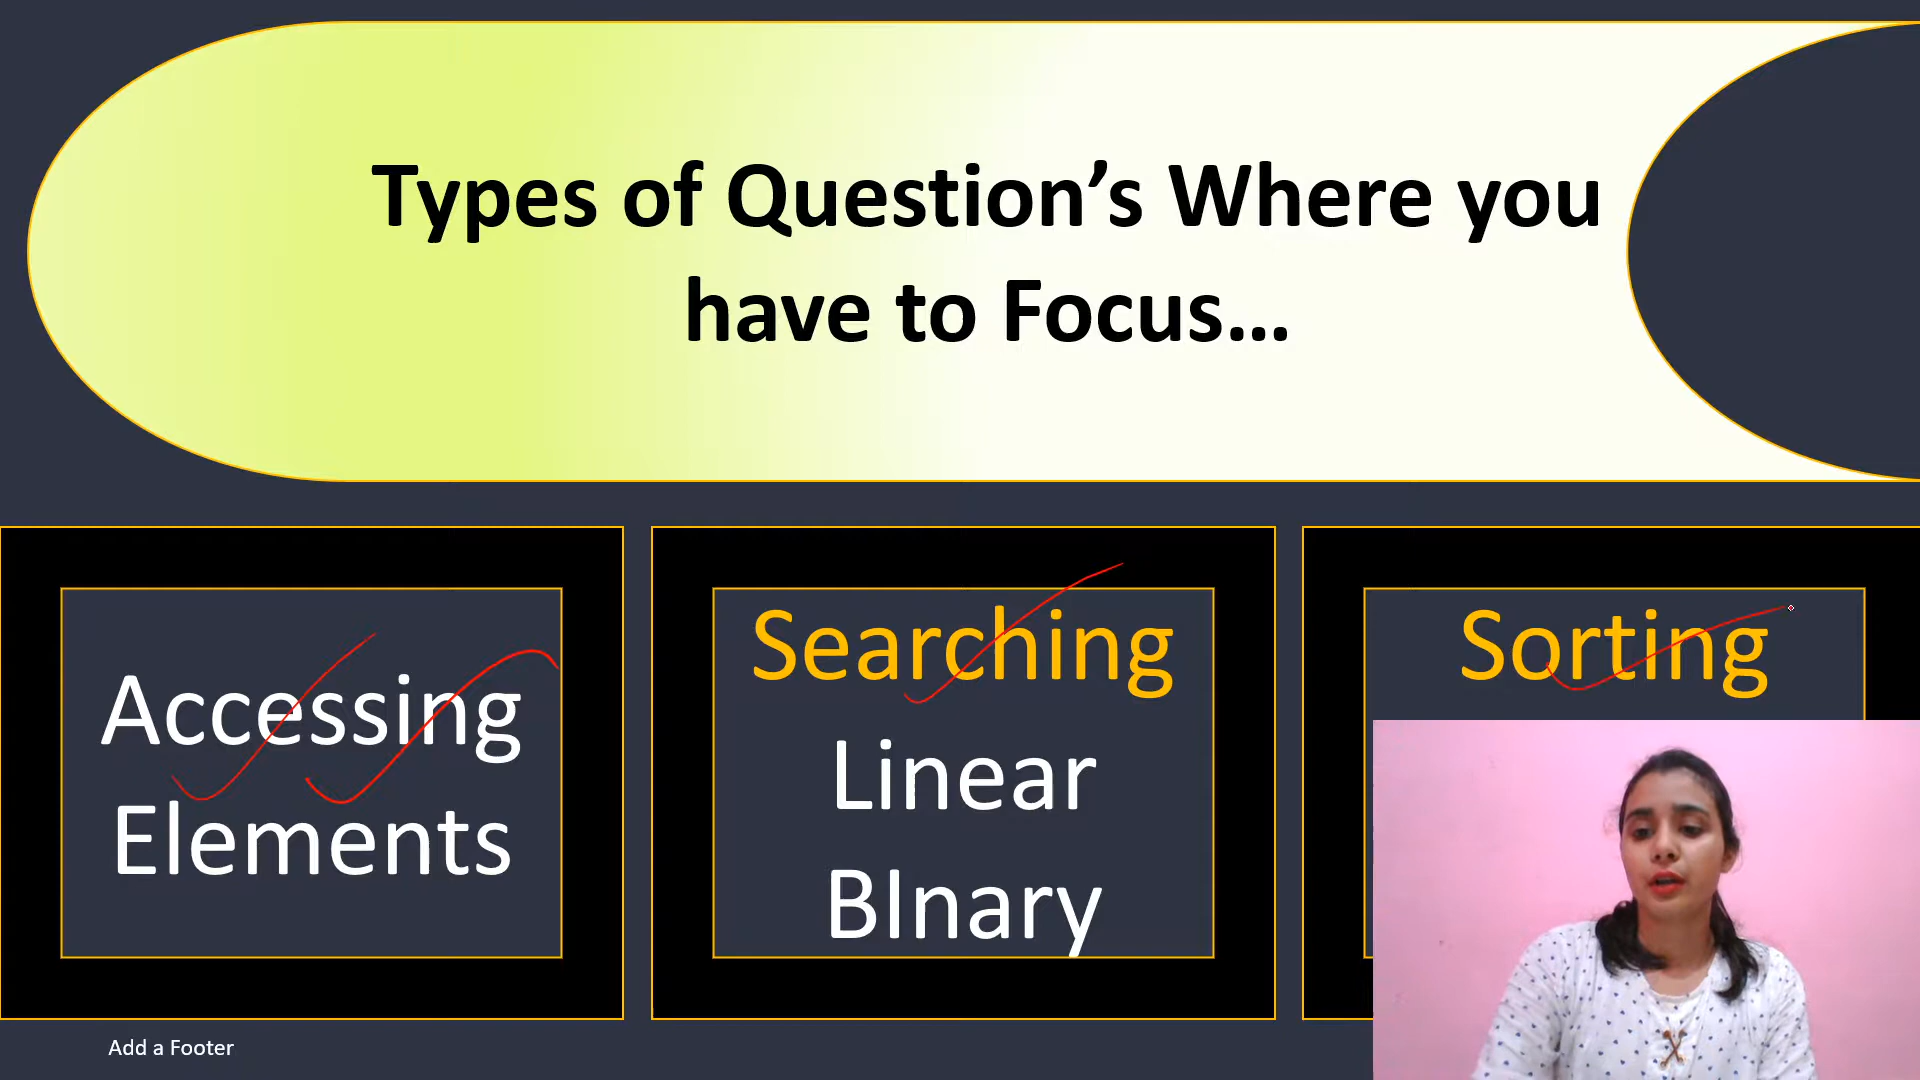 Types of Question’s Where you
have to Focus...
Accessing
Elements
Searching
Linear
BInary
Sorting
Add a Footer